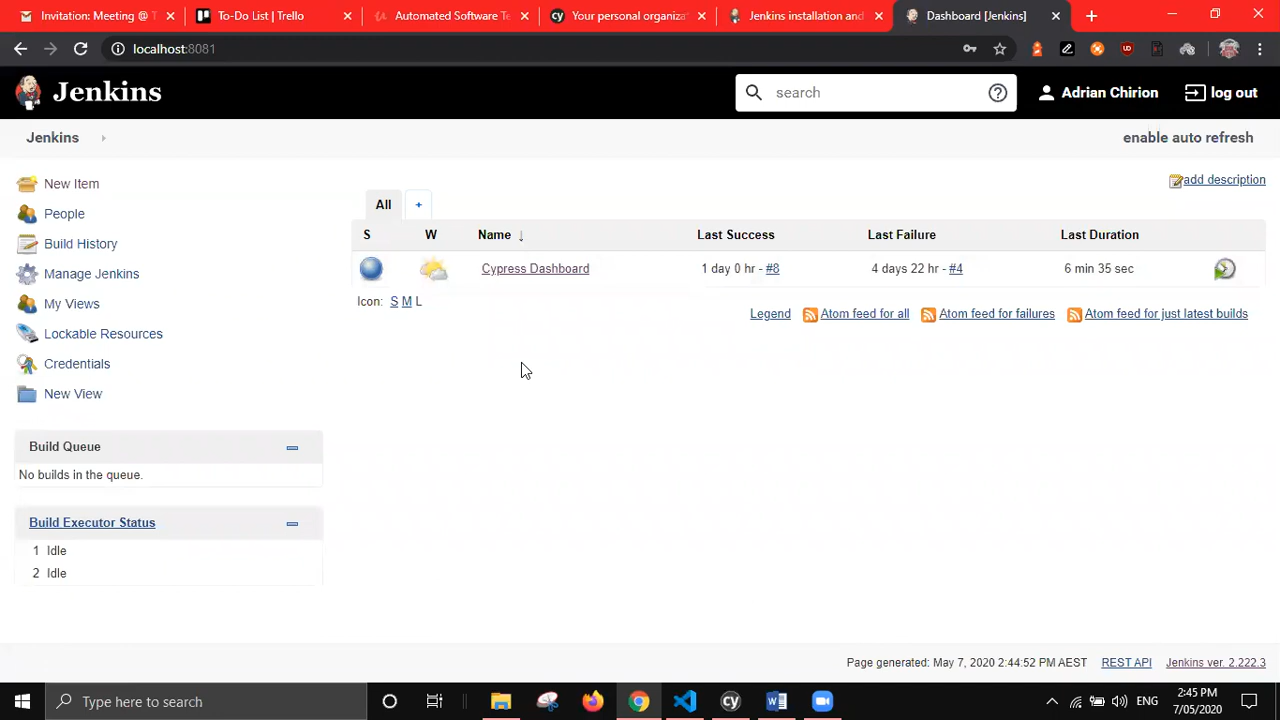 Invitation: Meeting @ T
To-Do List | Trello
Automated Software Te
cy Your personal organiza
Jenkins installation and
Dashboard [Jenkins]
localhost:8081
Jenkins
search
Adrian Chirion
log out
Jenkins
enable auto refresh
New Item
People
Build History
Manage Jenkins
My Views
Lockable Resources
Credentials
New View
add description
All +
S W Name ↓ Last Success Last Failure Last Duration
Cypress Dashboard 1 day 0 hr - #8 4 days 22 hr - #4 6 min 35 sec
Icon: S M L
Legend Atom feed for all Atom feed for failures Atom feed for just latest builds
Build Queue
No builds in the queue.
Build Executor Status
1 Idle
2 Idle
Page generated: May 7, 2020 2:44:52 PM AEST REST API Jenkins ver. 2.222.3
Type here to search
cy
ENG
2:45 PM
7/05/2020